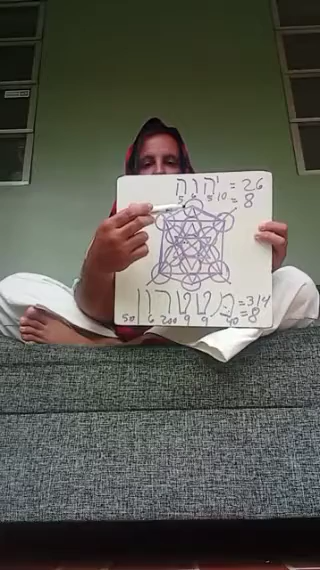 יהוה = 26
5 6 5 10 = 8
מטטרון = 314
50 6 200 9 9 40 = 8